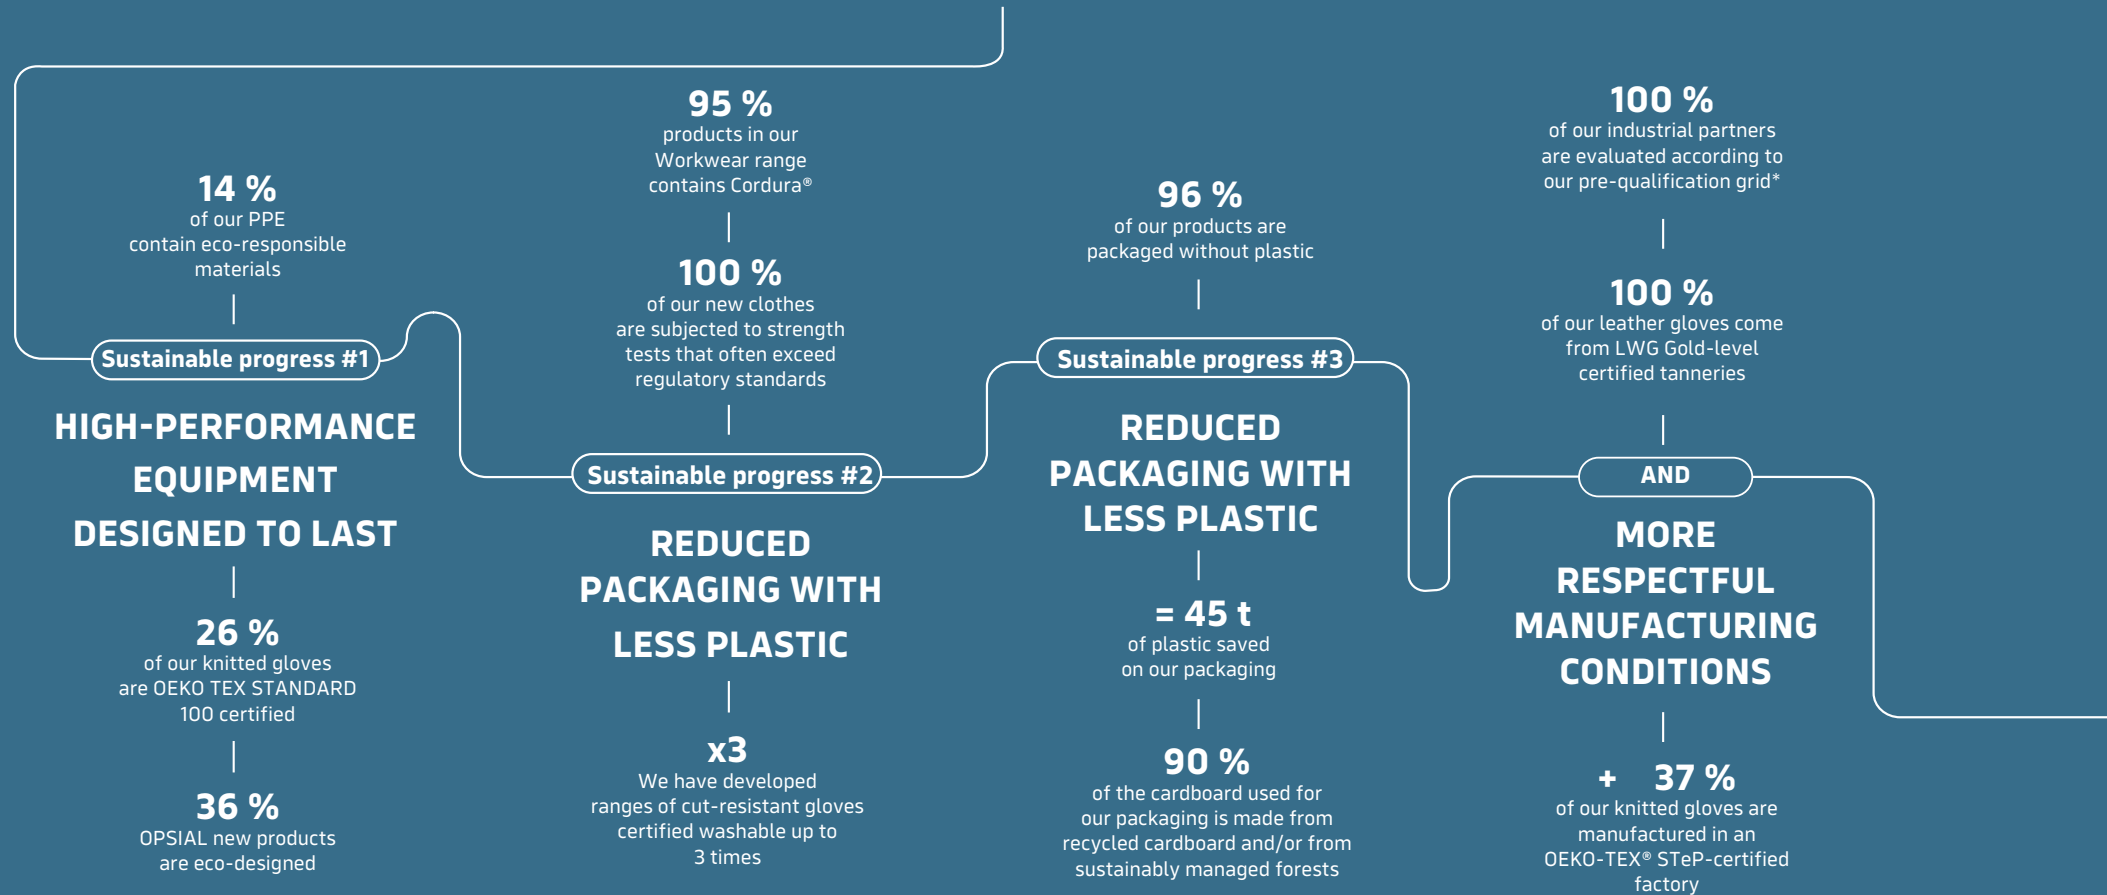 14 %
of our PPE
contain eco-responsible
materials
Sustainable progress #1
HIGH-PERFORMANCE
EQUIPMENT
DESIGNED TO LAST
26 %
of our knitted gloves
are OEKO TEX STANDARD
100 certified
36 %
OPSIAL new products
are eco-designed
95 %
products in our
Workwear range
contains Cordura®
100 %
of our new clothes
are subjected to strength
tests that often exceed
regulatory standards
Sustainable progress #2
REDUCED
PACKAGING WITH
LESS PLASTIC
x3
We have developed
ranges of cut-resistant gloves
certified washable up to
3 times
96 %
of our products are
packaged without plastic
Sustainable progress #3
REDUCED
PACKAGING WITH
LESS PLASTIC
= 45 t
of plastic saved
on our packaging
90 %
of the cardboard used for
our packaging is made from
recycled cardboard and/or from
sustainably managed forests
100 %
of our industrial partners
are evaluated according to
our pre-qualification grid*
100 %
of our leather gloves come
from LWG Gold-level
certified tanneries
AND
MORE
RESPECTFUL
MANUFACTURING
CONDITIONS
+ 37 %
of our knitted gloves are
manufactured in an
OEKO-TEX® STeP-certified
factory